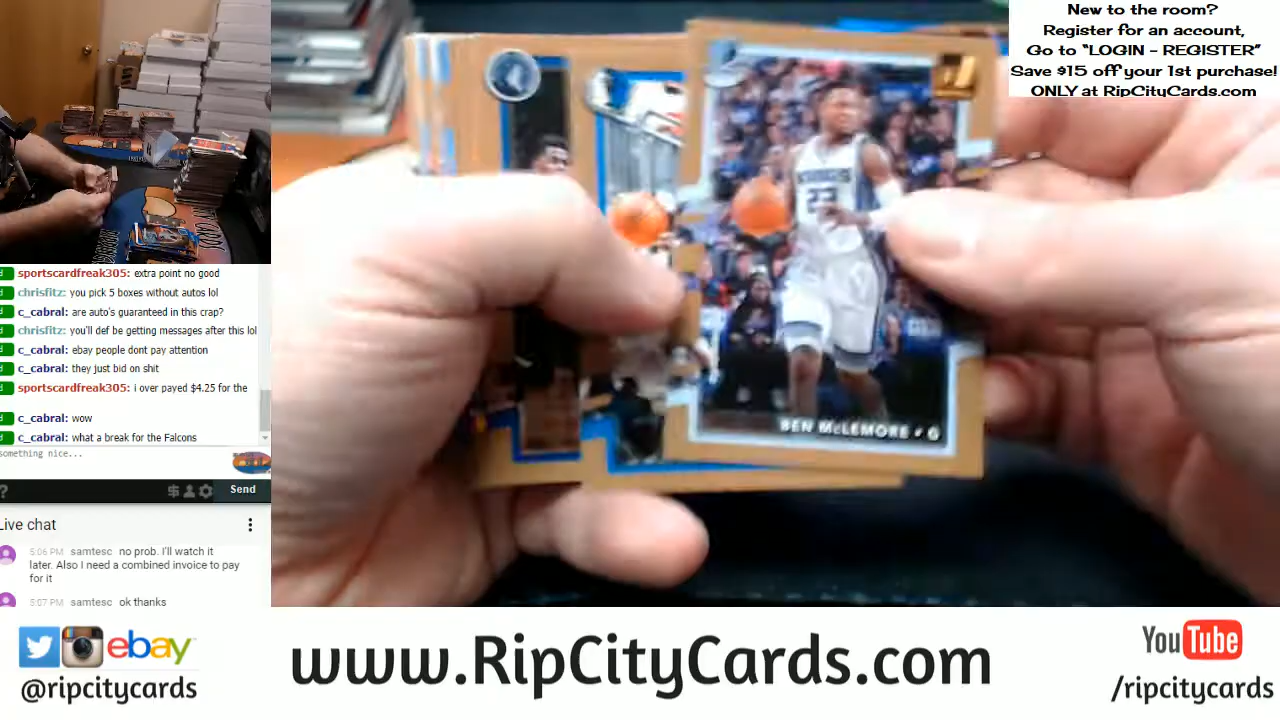 New to the room?
Register for an account,
Go to "LOGIN - REGISTER"
Save $15 off your 1st purchase!
ONLY at RipCityCards.com
sportscardfreak305: extra point no good
chrisfitz: you pick 5 boxes without autos lol
c_cabral: are auto's guaranteed in this crap?
chrisfitz: you'll def be getting messages after this lol
c_cabral: ebay people dont pay attention
c_cabral: they just bid on shit
sportscardfreak305: i over payed $4.25 for the
c_cabral: wow
c_cabral: what a break for the Falcons
something nice...
Send
Live chat
5:06 PM samtesc no prob. I'll watch it
later. Also I need a combined invoice to pay
for it
5:07 PM samtesc ok thanks
23
BEN McLEMORE • G
ebay
@ripcitycards
www.RipCityCards.com
YouTube
/ripcitycards